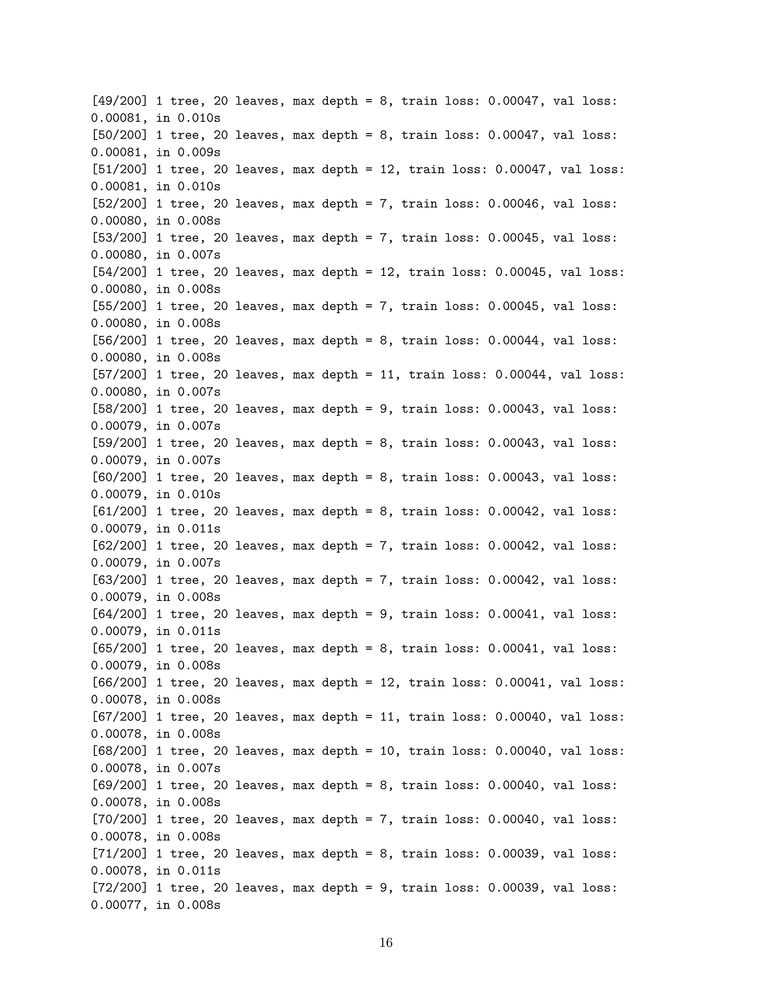 [49/200] 1 tree, 20 leaves, max depth = 8, train loss: 0.00047, val loss:
0.00081, in 0.010s
[50/200] 1 tree, 20 leaves, max depth = 8, train loss: 0.00047, val loss:
0.00081, in 0.009s
[51/200] 1 tree, 20 leaves, max depth = 12, train loss: 0.00047, val loss:
0.00081, in 0.010s
[52/200] 1 tree, 20 leaves, max depth = 7, train loss: 0.00046, val loss:
0.00080, in 0.008s
[53/200] 1 tree, 20 leaves, max depth = 7, train loss: 0.00045, val loss:
0.00080, in 0.007s
[54/200] 1 tree, 20 leaves, max depth = 12, train loss: 0.00045, val loss:
0.00080, in 0.008s
[55/200] 1 tree, 20 leaves, max depth = 7, train loss: 0.00045, val loss:
0.00080, in 0.008s
[56/200] 1 tree, 20 leaves, max depth = 8, train loss: 0.00044, val loss:
0.00080, in 0.008s
[57/200] 1 tree, 20 leaves, max depth = 11, train loss: 0.00044, val loss:
0.00080, in 0.007s
[58/200] 1 tree, 20 leaves, max depth = 9, train loss: 0.00043, val loss:
0.00079, in 0.007s
[59/200] 1 tree, 20 leaves, max depth = 8, train loss: 0.00043, val loss:
0.00079, in 0.007s
[60/200] 1 tree, 20 leaves, max depth = 8, train loss: 0.00043, val loss:
0.00079, in 0.010s
[61/200] 1 tree, 20 leaves, max depth = 8, train loss: 0.00042, val loss:
0.00079, in 0.011s
[62/200] 1 tree, 20 leaves, max depth = 7, train loss: 0.00042, val loss:
0.00079, in 0.007s
[63/200] 1 tree, 20 leaves, max depth = 7, train loss: 0.00042, val loss:
0.00079, in 0.008s
[64/200] 1 tree, 20 leaves, max depth = 9, train loss: 0.00041, val loss:
0.00079, in 0.011s
[65/200] 1 tree, 20 leaves, max depth = 8, train loss: 0.00041, val loss:
0.00079, in 0.008s
[66/200] 1 tree, 20 leaves, max depth = 12, train loss: 0.00041, val loss:
0.00078, in 0.008s
[67/200] 1 tree, 20 leaves, max depth = 11, train loss: 0.00040, val loss:
0.00078, in 0.008s
[68/200] 1 tree, 20 leaves, max depth = 10, train loss: 0.00040, val loss:
0.00078, in 0.007s
[69/200] 1 tree, 20 leaves, max depth = 8, train loss: 0.00040, val loss:
0.00078, in 0.008s
[70/200] 1 tree, 20 leaves, max depth = 7, train loss: 0.00040, val loss:
0.00078, in 0.008s
[71/200] 1 tree, 20 leaves, max depth = 8, train loss: 0.00039, val loss:
0.00078, in 0.011s
[72/200] 1 tree, 20 leaves, max depth = 9, train loss: 0.00039, val loss:
0.00077, in 0.008s
16